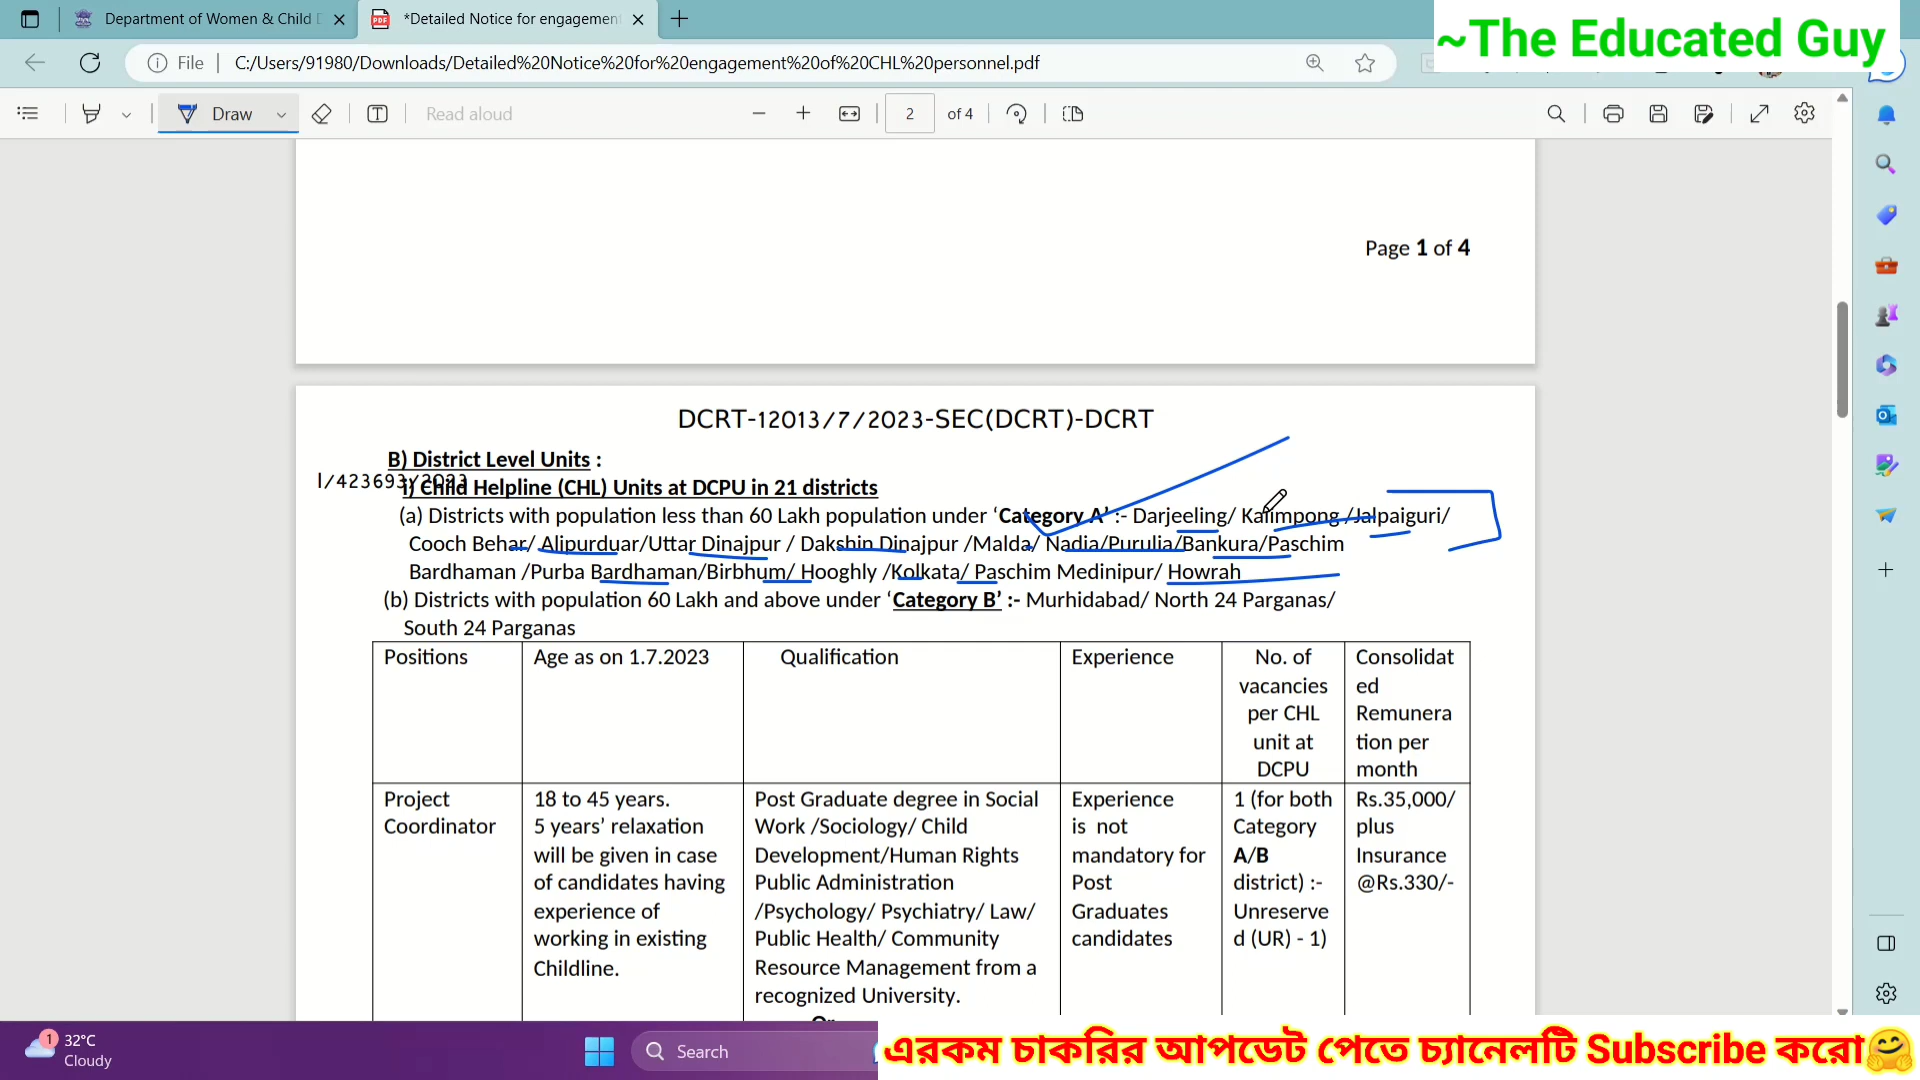 Department of Women & Child D
*Detailed Notice for engagement
~The Educated Guy
File
C:/Users/91980/Downloads/Detailed%20Notice%20for%20engagement%20of%20CHL%20personnel.pdf
Draw
Read aloud
2
of 4
Page 1 of 4
DCRT-12013/7/2023-SEC(DCRT)-DCRT
B) District Level Units :
I/423693/2023
i) Child Helpline (CHL) Units at DCPU in 21 districts
(a) Districts with population less than 60 Lakh population under ‘Category A’ :- Darjeeling/ Kalimpong /Jalpaiguri/
Cooch Behar/ Alipurduar/Uttar Dinajpur / Dakshin Dinajpur /Malda/ Nadia/Purulia/Bankura/Paschim
Bardhaman /Purba Bardhaman/Birbhum/ Hooghly /Kolkata/ Paschim Medinipur/ Howrah
(b) Districts with population 60 Lakh and above under ‘Category B’ :- Murhidabad/ North 24 Parganas/
South 24 Parganas
Positions
Age as on 1.7.2023
Qualification
Experience
No. of
vacancies
per CHL
unit at
DCPU
Consolidat
ed
Remunera
tion per
month
Project
Coordinator
18 to 45 years.
5 years’ relaxation
will be given in case
of candidates having
experience of
working in existing
Childline.
Post Graduate degree in Social
Work /Sociology/ Child
Development/Human Rights
Public Administration
/Psychology/ Psychiatry/ Law/
Public Health/ Community
Resource Management from a
recognized University.
Or
Experience
is not
mandatory for
Post
Graduates
candidates
1 (for both
Category
A/B
district) :-
Unreserve
d (UR) - 1)
Rs.35,000/
plus
Insurance
@Rs.330/-
1
32°C
Cloudy
Search
এরকম চাকরির আপডেট পেতে চ্যানেলটি Subscribe করো